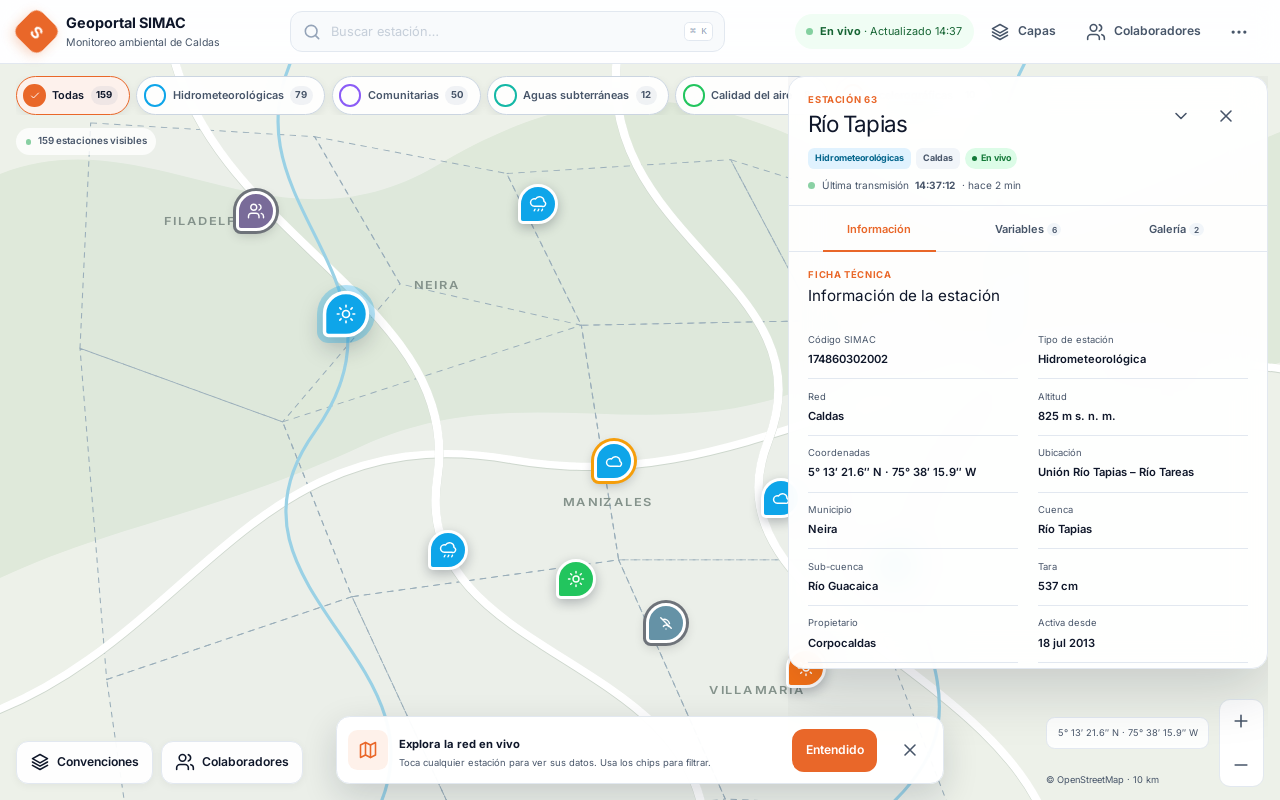 Geoportal SIMAC
Monitoreo ambiental de Caldas
Buscar estación...
⌘ K
En vivo · Actualizado 14:37
Capas
Colaboradores
Todas 159
Hidrometeorológicas 79
Comunitarias 50
Aguas subterráneas 12
Calidad del aire
159 estaciones visibles
NEIRA
MANIZALES
VILLAMARÍA
ESTACIÓN 63
Río Tapias
Hidrometeorológicas Caldas En vivo
Última transmisión 14:37:12 · hace 2 min
Información
Variables 6
Galería 2
FICHA TÉCNICA
Información de la estación
Código SIMAC
174860302002
Tipo de estación
Hidrometeorológica
Red
Caldas
Altitud
825 m s. n. m.
Coordenadas
5° 13′ 21.6″ N · 75° 38′ 15.9″ W
Ubicación
Unión Río Tapias – Río Tareas
Municipio
Neira
Cuenca
Río Tapias
Sub-cuenca
Río Guacaica
Tara
537 cm
Propietario
Corpocaldas
Activa desde
18 jul 2013
Convenciones
Colaboradores
Explora la red en vivo
Toca cualquier estación para ver sus datos. Usa los chips para filtrar.
Entendido
5° 13′ 21.6″ N · 75° 38′ 15.9″ W
© OpenStreetMap · 10 km